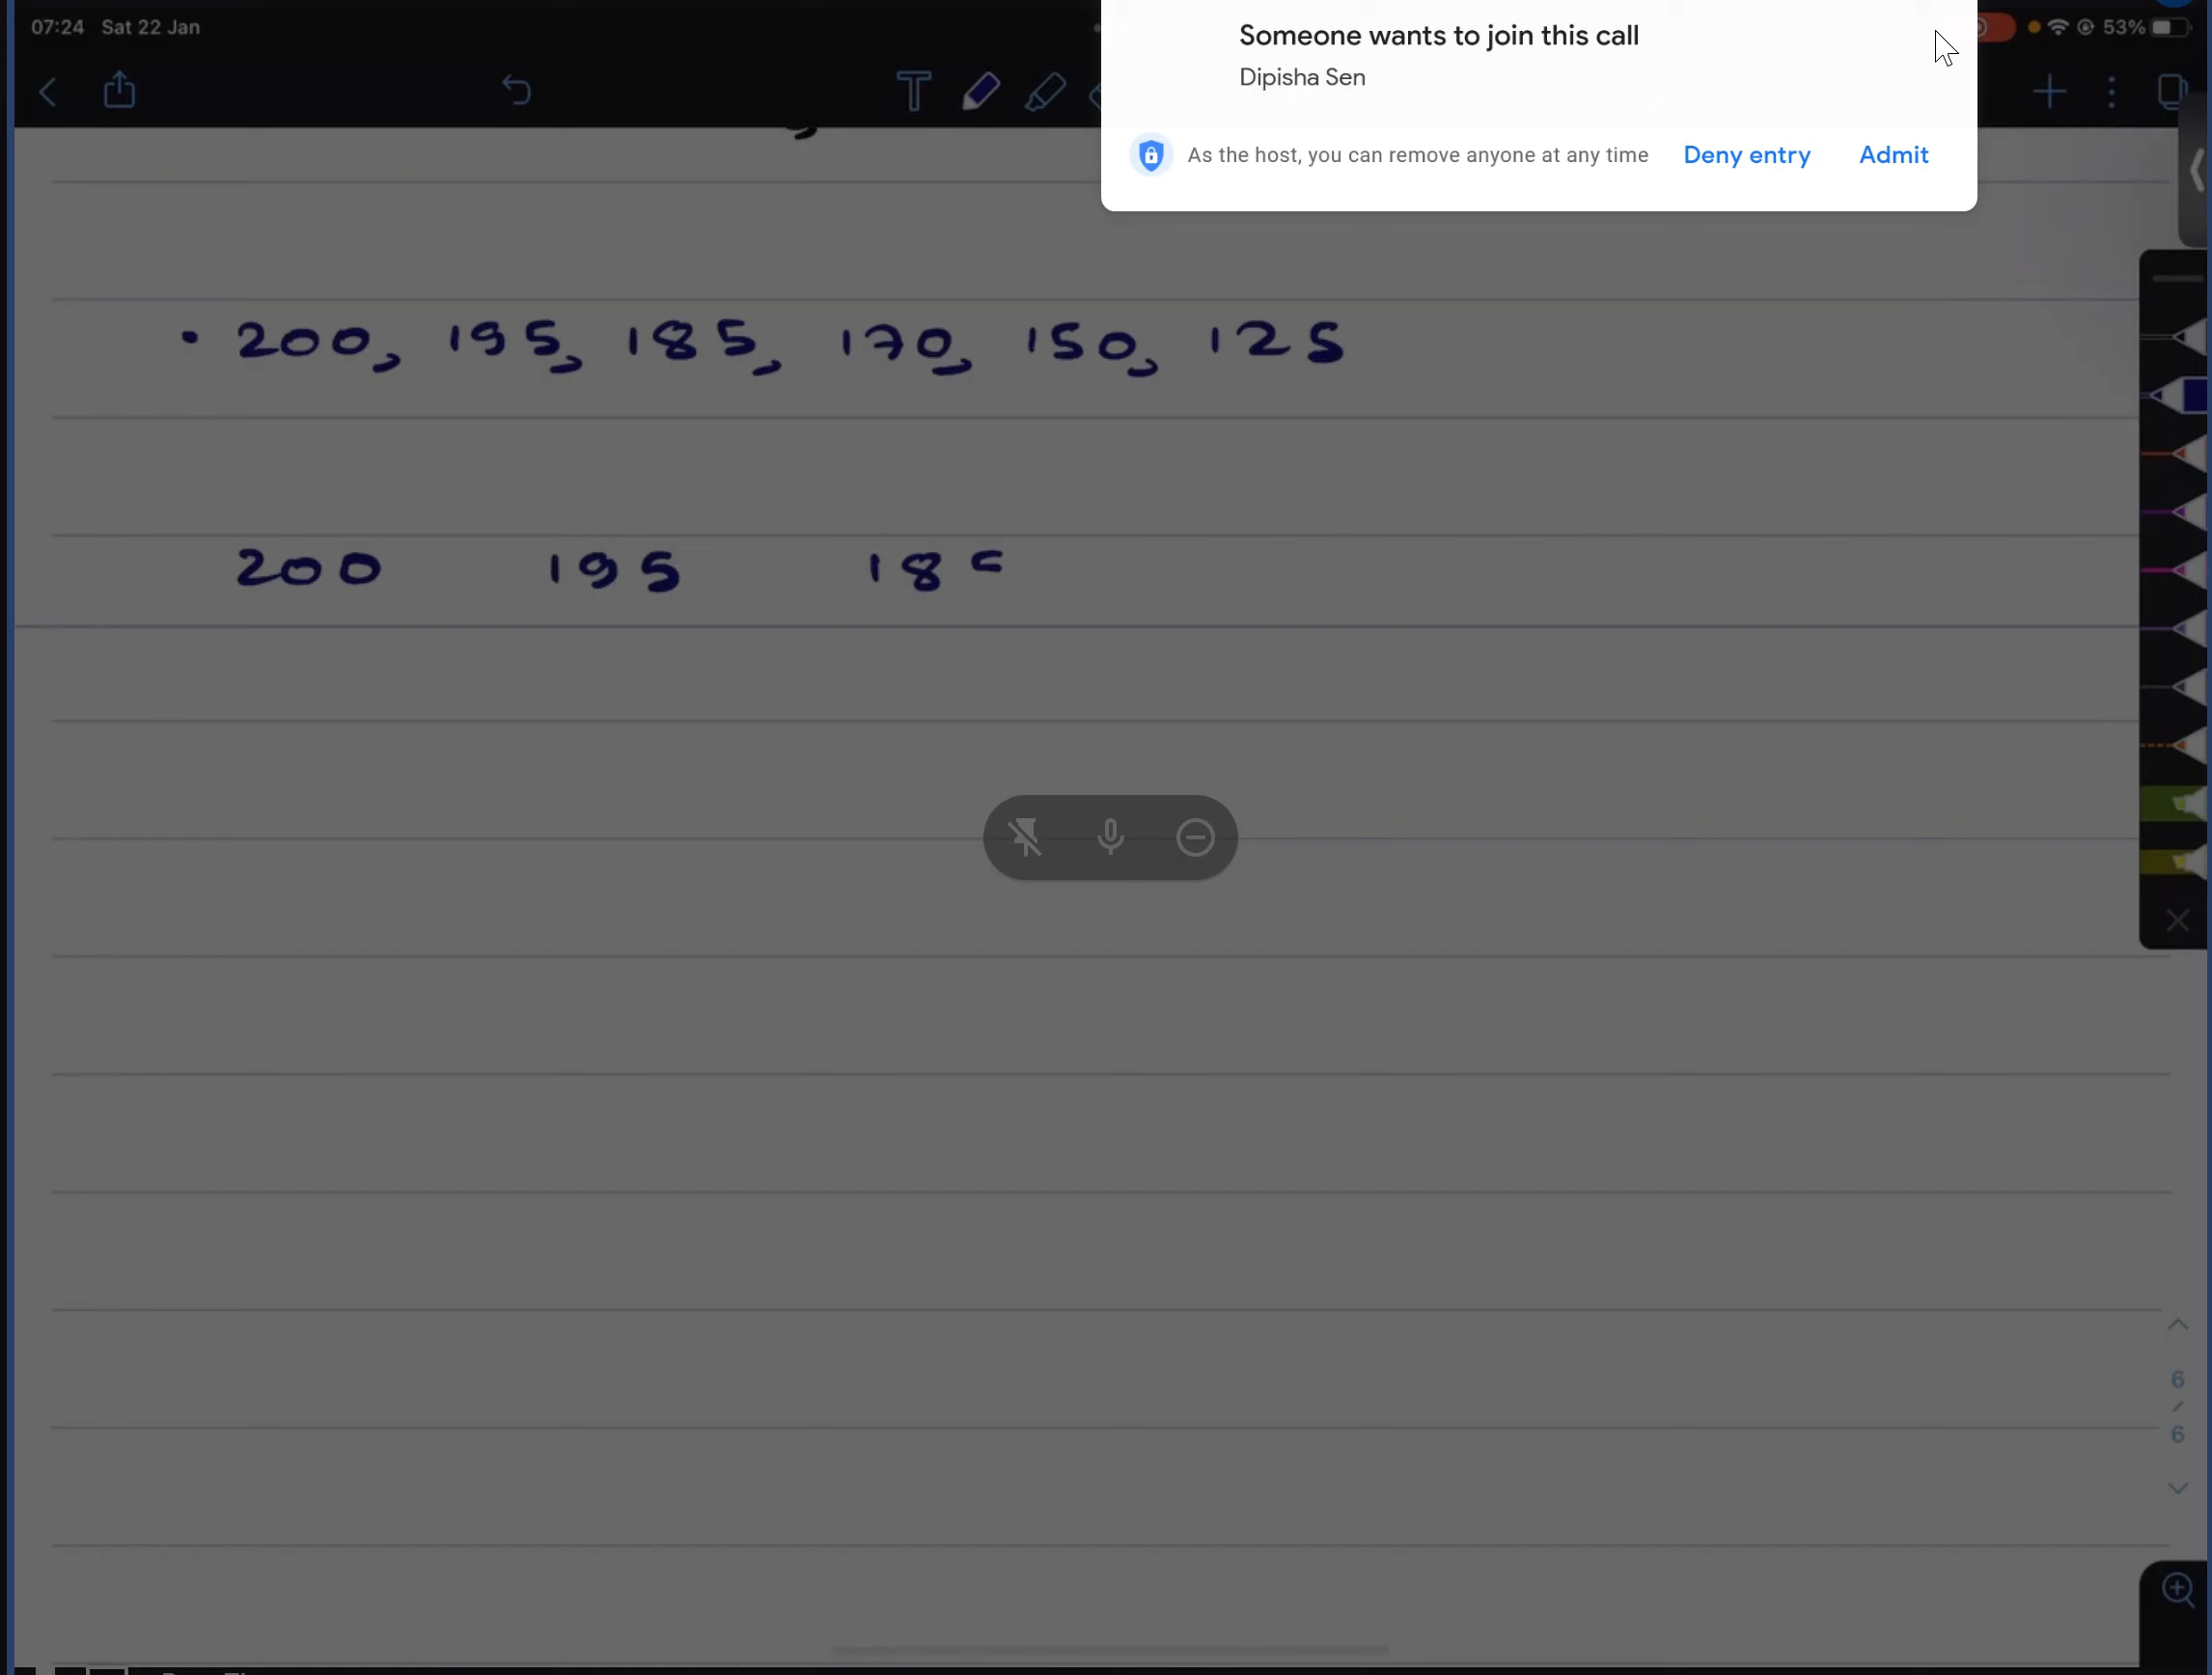 07:24 Sat 22 Jan
53%
Someone wants to join this call
Dipisha Sen
As the host, you can remove anyone at any time Deny entry Admit
• 200, 195, 185, 170, 150, 125
200 195 185
6
/
6